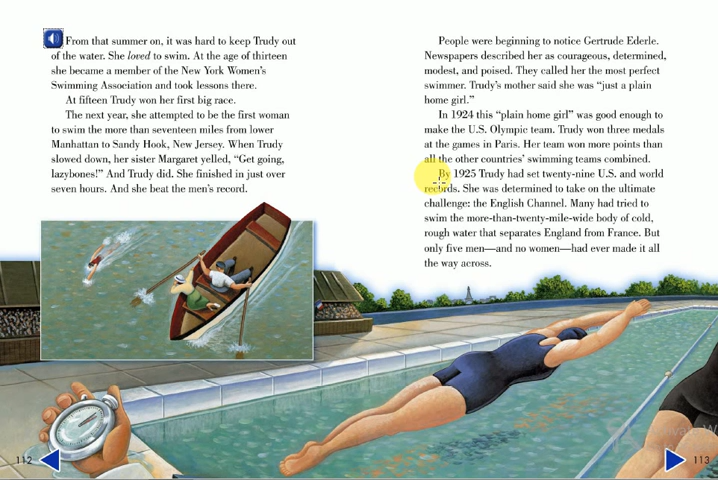 From that summer on, it was hard to keep Trudy out
of the water. She loved to swim. At the age of thirteen
she became a member of the New York Women's
Swimming Association and took lessons there.
At fifteen Trudy won her first big race.
The next year, she attempted to be the first woman
to swim the more than seventeen miles from lower
Manhattan to Sandy Hook, New Jersey. When Trudy
slowed down, her sister Margaret yelled, “Get going,
lazybones!” And Trudy did. She finished in just over
seven hours. And she beat the men's record.
112
People were beginning to notice Gertrude Ederle.
Newspapers described her as courageous, determined,
modest, and poised. They called her the most perfect
swimmer. Trudy's mother said she was “just a plain
home girl.”
In 1924 this “plain home girl” was good enough to
make the U.S. Olympic team. Trudy won three medals
at the games in Paris. Her team won more points than
all the other countries' swimming teams combined.
By 1925 Trudy had set twenty-nine U.S. and world
records. She was determined to take on the ultimate
challenge: the English Channel. Many had tried to
swim the more-than-twenty-mile-wide body of cold,
rough water that separates England from France. But
only five men—and no women—had ever made it all
the way across.
113